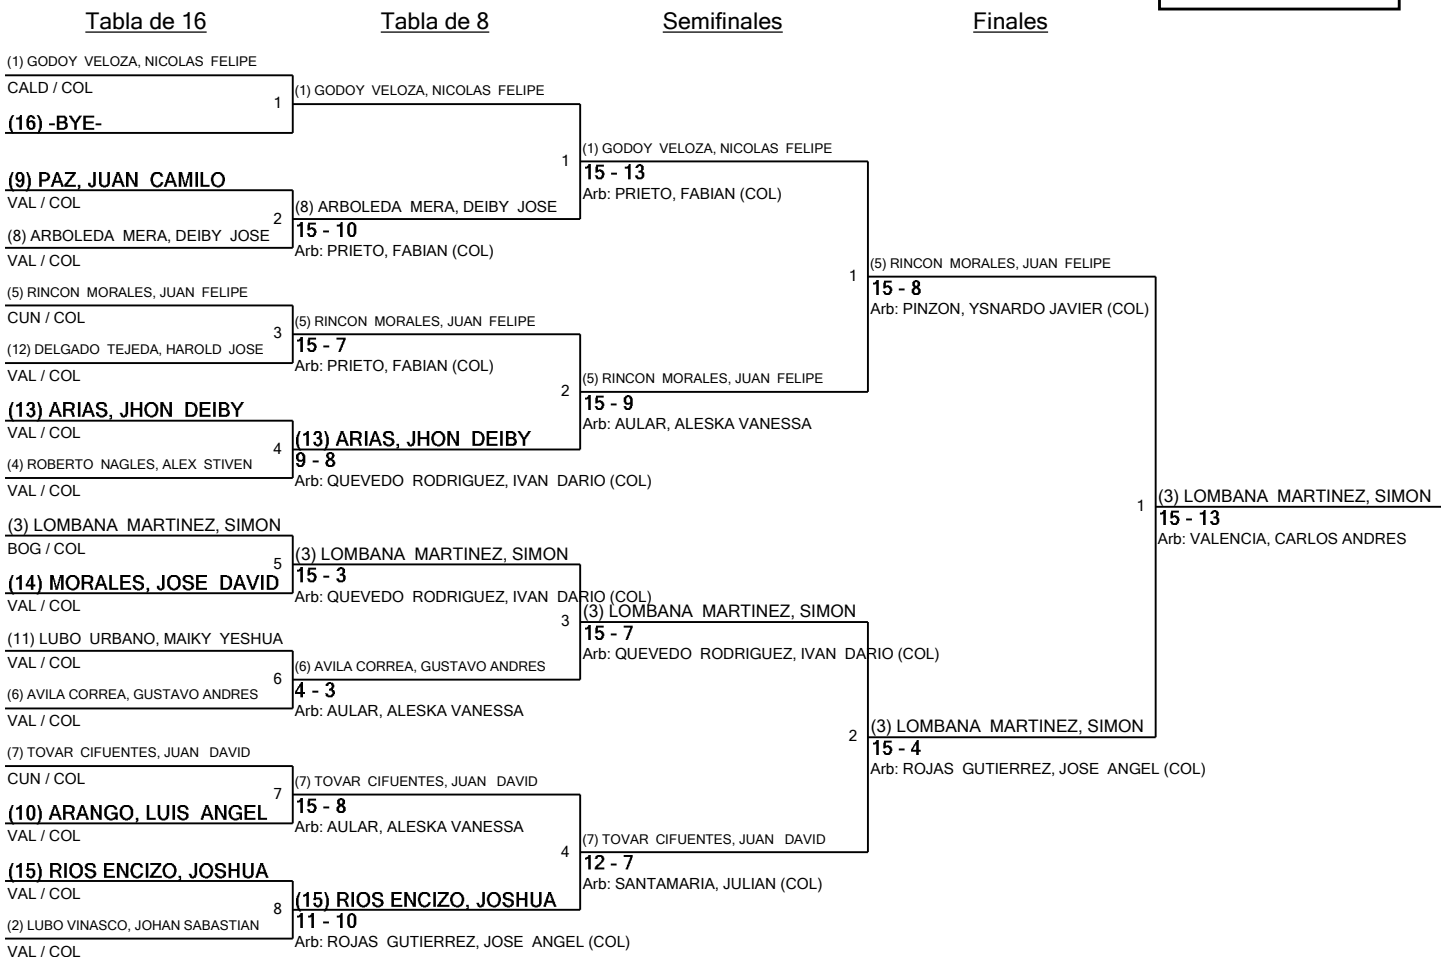 Tabla de 16
Tabla de 8
Semifinales
Finales
(1) GODOY VELOZA, NICOLAS FELIPE
CALD / COL
1
(16) -BYE-
(9) PAZ, JUAN CAMILO
VAL / COL
2
(8) ARBOLEDA MERA, DEIBY JOSE
VAL / COL
(5) RINCON MORALES, JUAN FELIPE
CUN / COL
3
(12) DELGADO TEJEDA, HAROLD JOSE
VAL / COL
(13) ARIAS, JHON DEIBY
VAL / COL
4
(4) ROBERTO NAGLES, ALEX STIVEN
VAL / COL
(3) LOMBANA MARTINEZ, SIMON
BOG / COL
5
(14) MORALES, JOSE DAVID
VAL / COL
(11) LUBO URBANO, MAIKY YESHUA
VAL / COL
6
(6) AVILA CORREA, GUSTAVO ANDRES
VAL / COL
(7) TOVAR CIFUENTES, JUAN DAVID
CUN / COL
7
(10) ARANGO, LUIS ANGEL
VAL / COL
(15) RIOS ENCIZO, JOSHUA
VAL / COL
8
(2) LUBO VINASCO, JOHAN SABASTIAN
VAL / COL
(1) GODOY VELOZA, NICOLAS FELIPE
1
(8) ARBOLEDA MERA, DEIBY JOSE
15 - 10
Arb: PRIETO, FABIAN (COL)
(5) RINCON MORALES, JUAN FELIPE
15 - 7
Arb: PRIETO, FABIAN (COL)
2
(13) ARIAS, JHON DEIBY
9 - 8
Arb: QUEVEDO RODRIGUEZ, IVAN DARIO (COL)
(3) LOMBANA MARTINEZ, SIMON
15 - 3
Arb: QUEVEDO RODRIGUEZ, IVAN DARIO (COL)
3
(6) AVILA CORREA, GUSTAVO ANDRES
4 - 3
Arb: AULAR, ALESKA VANESSA
(7) TOVAR CIFUENTES, JUAN DAVID
15 - 8
Arb: AULAR, ALESKA VANESSA
4
(15) RIOS ENCIZO, JOSHUA
11 - 10
Arb: ROJAS GUTIERREZ, JOSE ANGEL (COL)
(1) GODOY VELOZA, NICOLAS FELIPE
15 - 13
Arb: PRIETO, FABIAN (COL)
1
(5) RINCON MORALES, JUAN FELIPE
15 - 9
Arb: AULAR, ALESKA VANESSA
(3) LOMBANA MARTINEZ, SIMON
15 - 7
Arb: QUEVEDO RODRIGUEZ, IVAN DARIO (COL)
2
(7) TOVAR CIFUENTES, JUAN DAVID
12 - 7
Arb: SANTAMARIA, JULIAN (COL)
(5) RINCON MORALES, JUAN FELIPE
15 - 8
Arb: PINZON, YSNARDO JAVIER (COL)
1
(3) LOMBANA MARTINEZ, SIMON
15 - 4
Arb: ROJAS GUTIERREZ, JOSE ANGEL (COL)
(3) LOMBANA MARTINEZ, SIMON
15 - 13
Arb: VALENCIA, CARLOS ANDRES